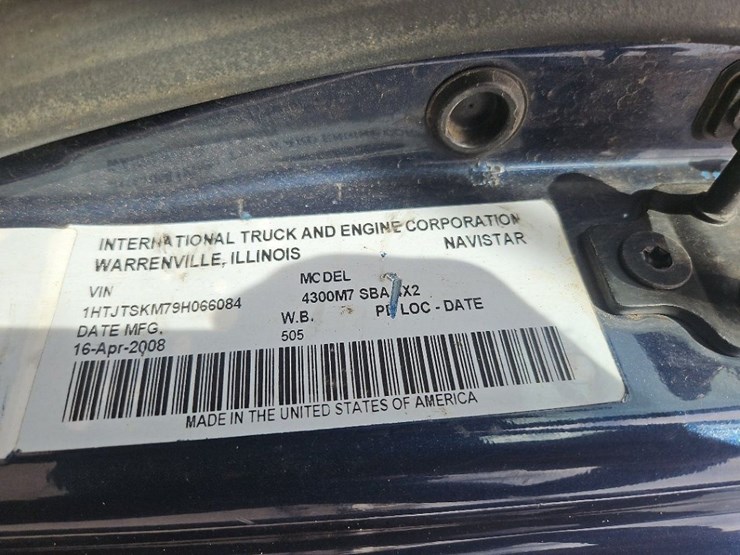 INTERNATIONAL TRUCK AND ENGINE CORPORATION
WARRENVILLE, ILLINOIS NAVISTAR
VIN MODEL
1HTJTSKM79H066084 4300M7 SBA X2
DATE MFG. W.B. LOC - DATE
16-Apr-2008 505
MADE IN THE UNITED STATES OF AMERICA